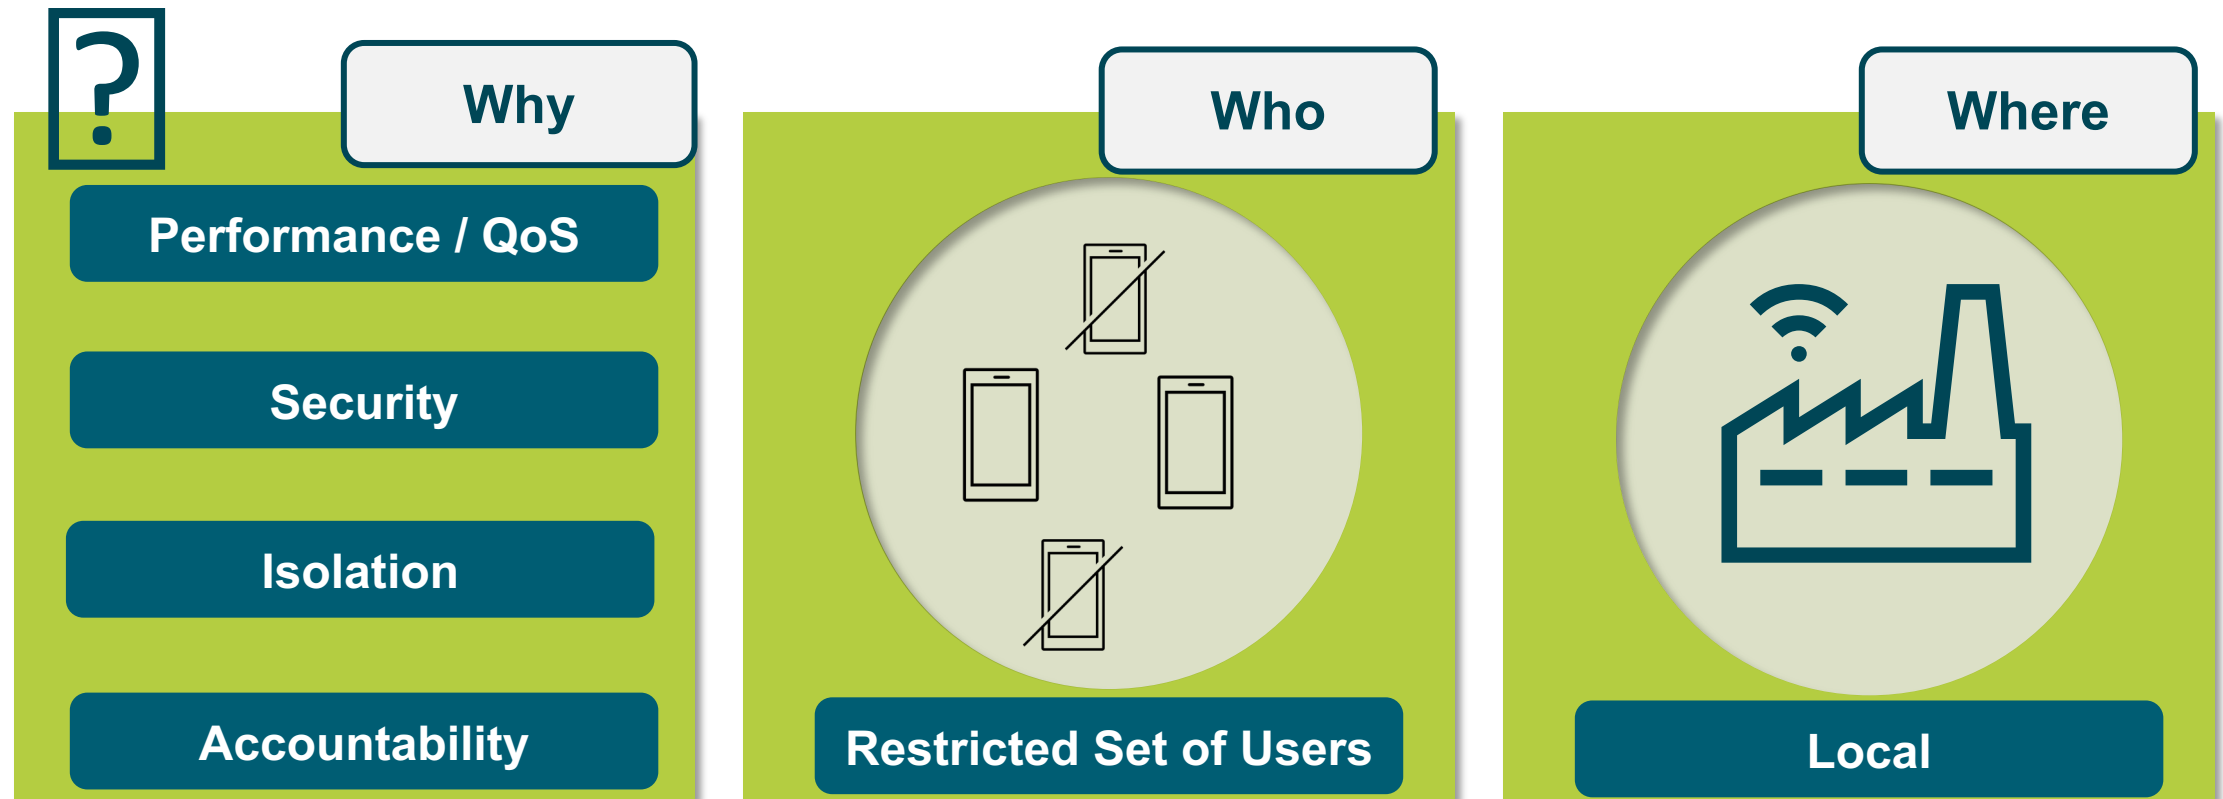 ?
Why
Performance / QoS
Security
Isolation
Accountability
Who
Restricted Set of Users
Where
Local